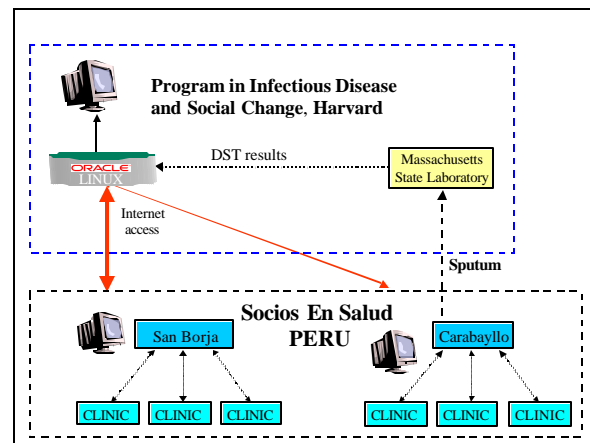 Program in Infectious Disease
and Social Change, Harvard
DST results
Massachusetts
State Laboratory
ORACLE
LINUX
Internet
access
Sputum
Socios En Salud
PERU
San Borja
Carabayllo
CLINIC CLINIC CLINIC CLINIC CLINIC CLINIC